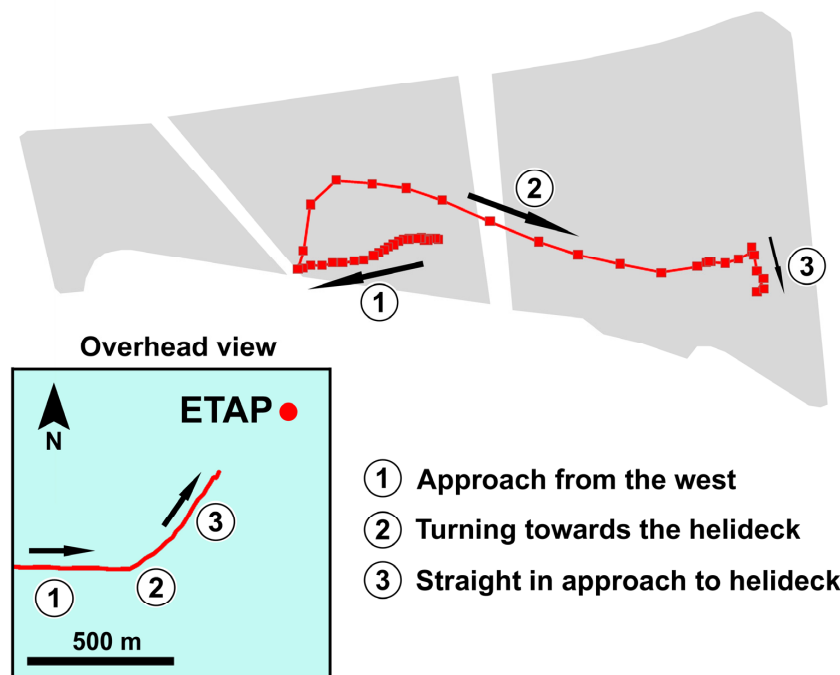 2
3
1
Overhead view
ETAP
N
3
2
1
500 m
1 Approach from the west
2 Turning towards the helideck
3 Straight in approach to helideck